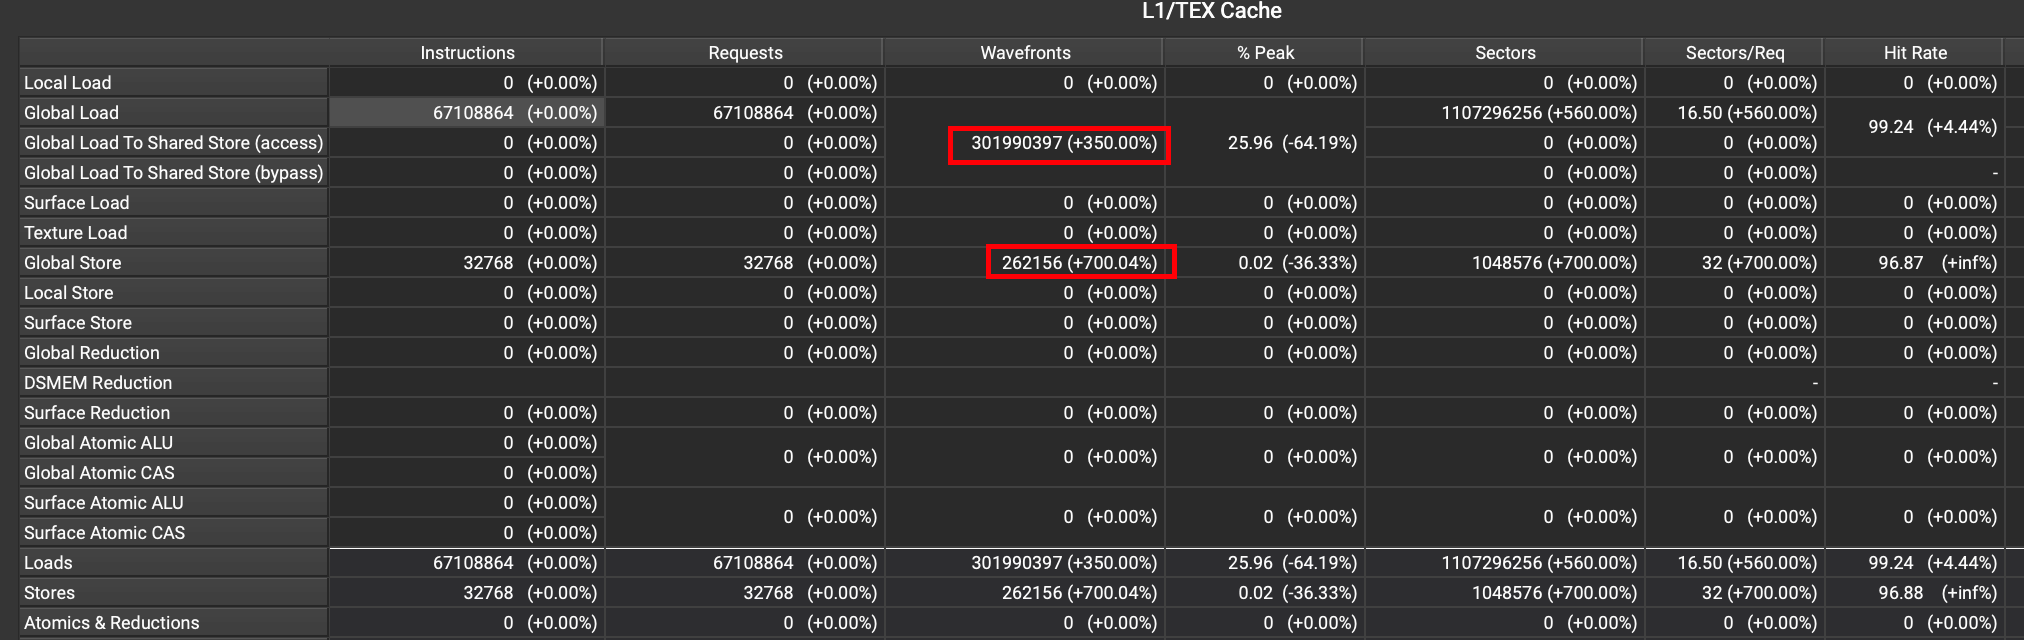 L1/TEX Cache
Instructions Requests Wavefronts % Peak Sectors Sectors/Req Hit Rate
Local Load 0 (+0.00%) 0 (+0.00%) 0 (+0.00%) 0 (+0.00%) 0 (+0.00%) 0 (+0.00%) 0 (+0.00%)
Global Load 67108864 (+0.00%) 67108864 (+0.00%) 1107296256 (+560.00%) 16.50 (+560.00%)
99.24 (+4.44%)
Global Load To Shared Store (access) 0 (+0.00%) 0 (+0.00%) 301990397 (+350.00%) 25.96 (-64.19%) 0 (+0.00%) 0 (+0.00%)
Global Load To Shared Store (bypass) 0 (+0.00%) 0 (+0.00%) 0 (+0.00%) 0 (+0.00%) -
Surface Load 0 (+0.00%) 0 (+0.00%) 0 (+0.00%) 0 (+0.00%) 0 (+0.00%) 0 (+0.00%) 0 (+0.00%)
Texture Load 0 (+0.00%) 0 (+0.00%) 0 (+0.00%) 0 (+0.00%) 0 (+0.00%) 0 (+0.00%) 0 (+0.00%)
Global Store 32768 (+0.00%) 32768 (+0.00%) 262156 (+700.04%) 0.02 (-36.33%) 1048576 (+700.00%) 32 (+700.00%) 96.87 (+inf%)
Local Store 0 (+0.00%) 0 (+0.00%) 0 (+0.00%) 0 (+0.00%) 0 (+0.00%) 0 (+0.00%) 0 (+0.00%)
Surface Store 0 (+0.00%) 0 (+0.00%) 0 (+0.00%) 0 (+0.00%) 0 (+0.00%) 0 (+0.00%) 0 (+0.00%)
Global Reduction 0 (+0.00%) 0 (+0.00%) 0 (+0.00%) 0 (+0.00%) 0 (+0.00%) 0 (+0.00%) 0 (+0.00%)
DSMEM Reduction - -
Surface Reduction 0 (+0.00%) 0 (+0.00%) 0 (+0.00%) 0 (+0.00%) 0 (+0.00%) 0 (+0.00%) 0 (+0.00%)
Global Atomic ALU 0 (+0.00%)
0 (+0.00%) 0 (+0.00%) 0 (+0.00%) 0 (+0.00%) 0 (+0.00%) 0 (+0.00%)
Global Atomic CAS 0 (+0.00%)
Surface Atomic ALU 0 (+0.00%)
0 (+0.00%) 0 (+0.00%) 0 (+0.00%) 0 (+0.00%) 0 (+0.00%) 0 (+0.00%)
Surface Atomic CAS 0 (+0.00%)
Loads 67108864 (+0.00%) 67108864 (+0.00%) 301990397 (+350.00%) 25.96 (-64.19%) 1107296256 (+560.00%) 16.50 (+560.00%) 99.24 (+4.44%)
Stores 32768 (+0.00%) 32768 (+0.00%) 262156 (+700.04%) 0.02 (-36.33%) 1048576 (+700.00%) 32 (+700.00%) 96.88 (+inf%)
Atomics & Reductions 0 (+0.00%) 0 (+0.00%) 0 (+0.00%) 0 (+0.00%) 0 (+0.00%) 0 (+0.00%) 0 (+0.00%)